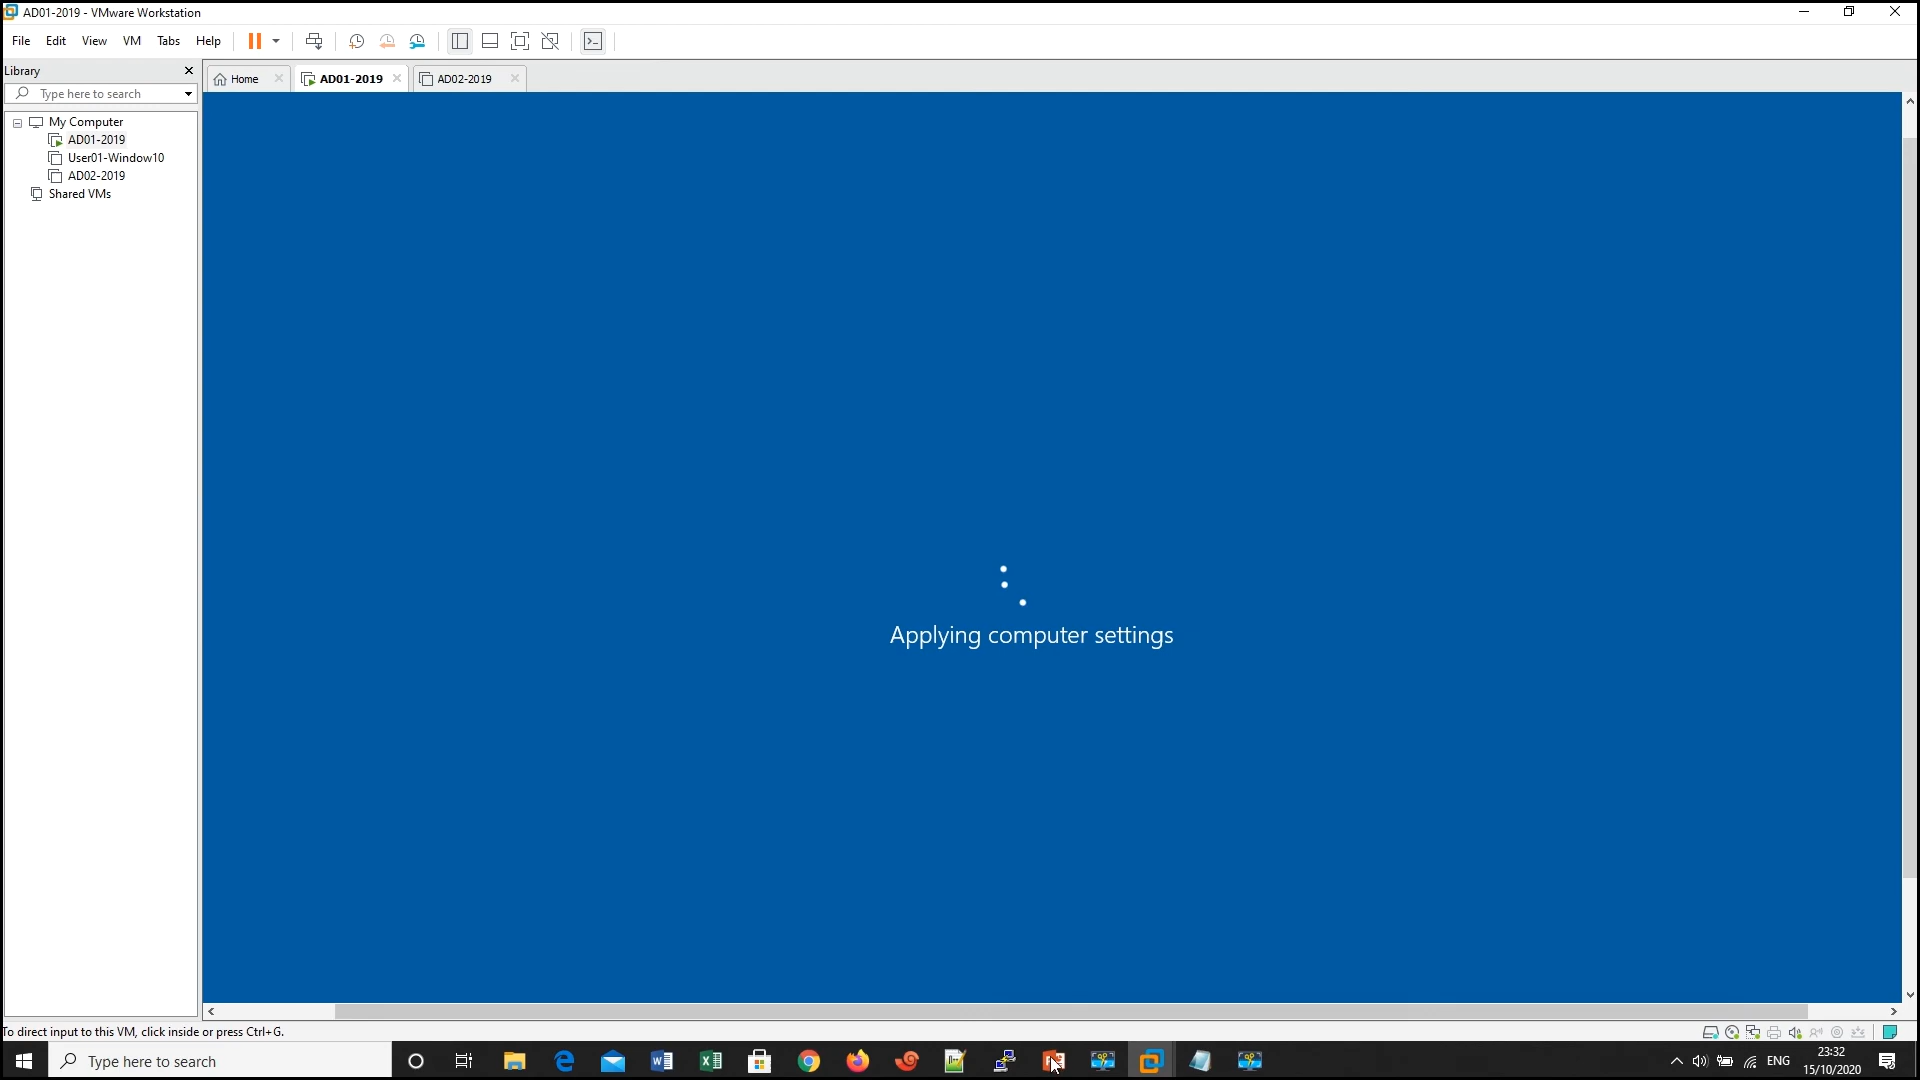 AD01-2019 - VMware Workstation
File Edit View VM Tabs Help
Library
Type here to search
Home
AD01-2019
AD02-2019
My Computer
AD01-2019
User01-Window10
AD02-2019
Shared VMs
Applying computer settings
To direct input to this VM, click inside or press Ctrl+G.
Type here to search
ENG
23:32
15/10/2020